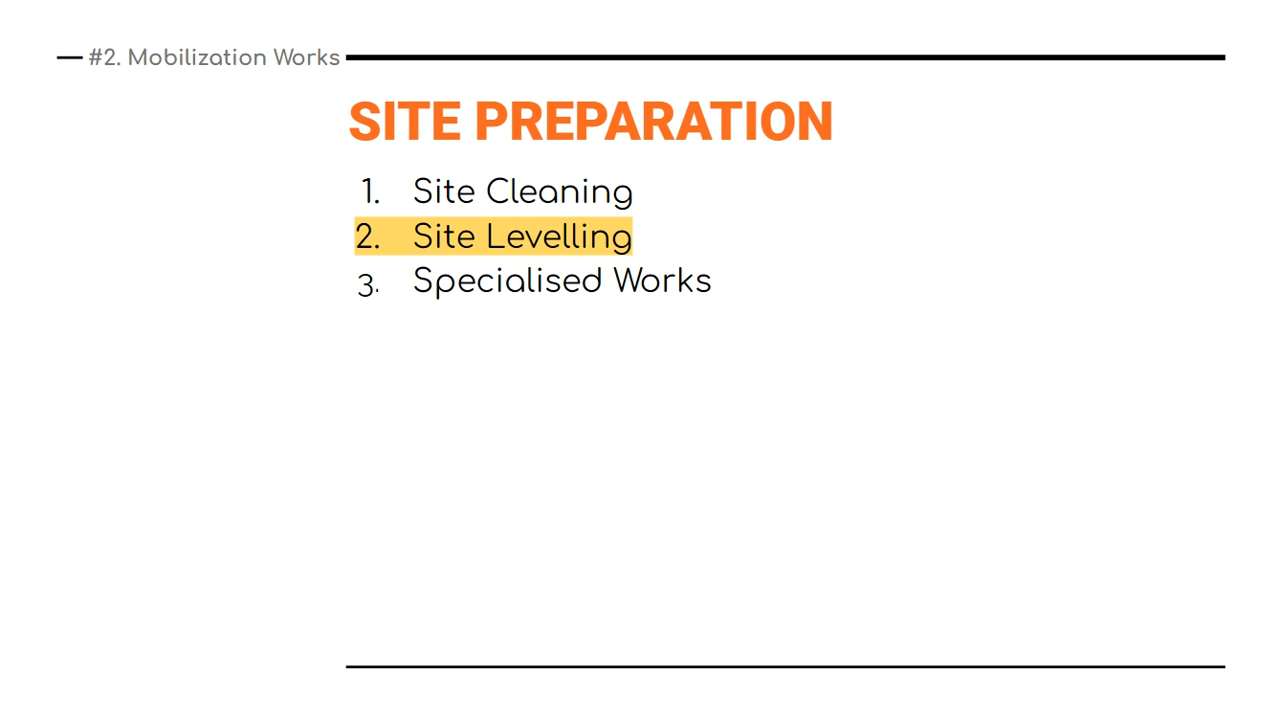 #2. Mobilization Works
SITE PREPARATION
1. Site Cleaning
2. Site Levelling
3. Specialised Works